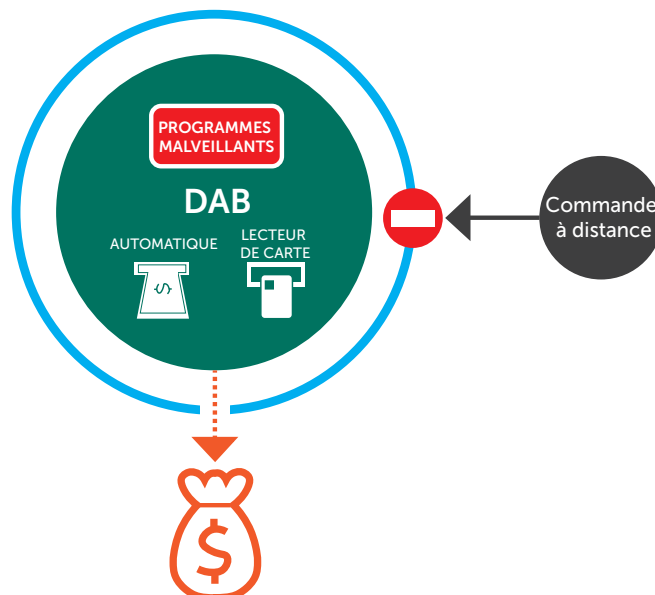 PROGRAMMES
MALVEILLANTS
DAB
AUTOMATIQUE
LECTEUR
DE CARTE
$
Commande
à distance
$